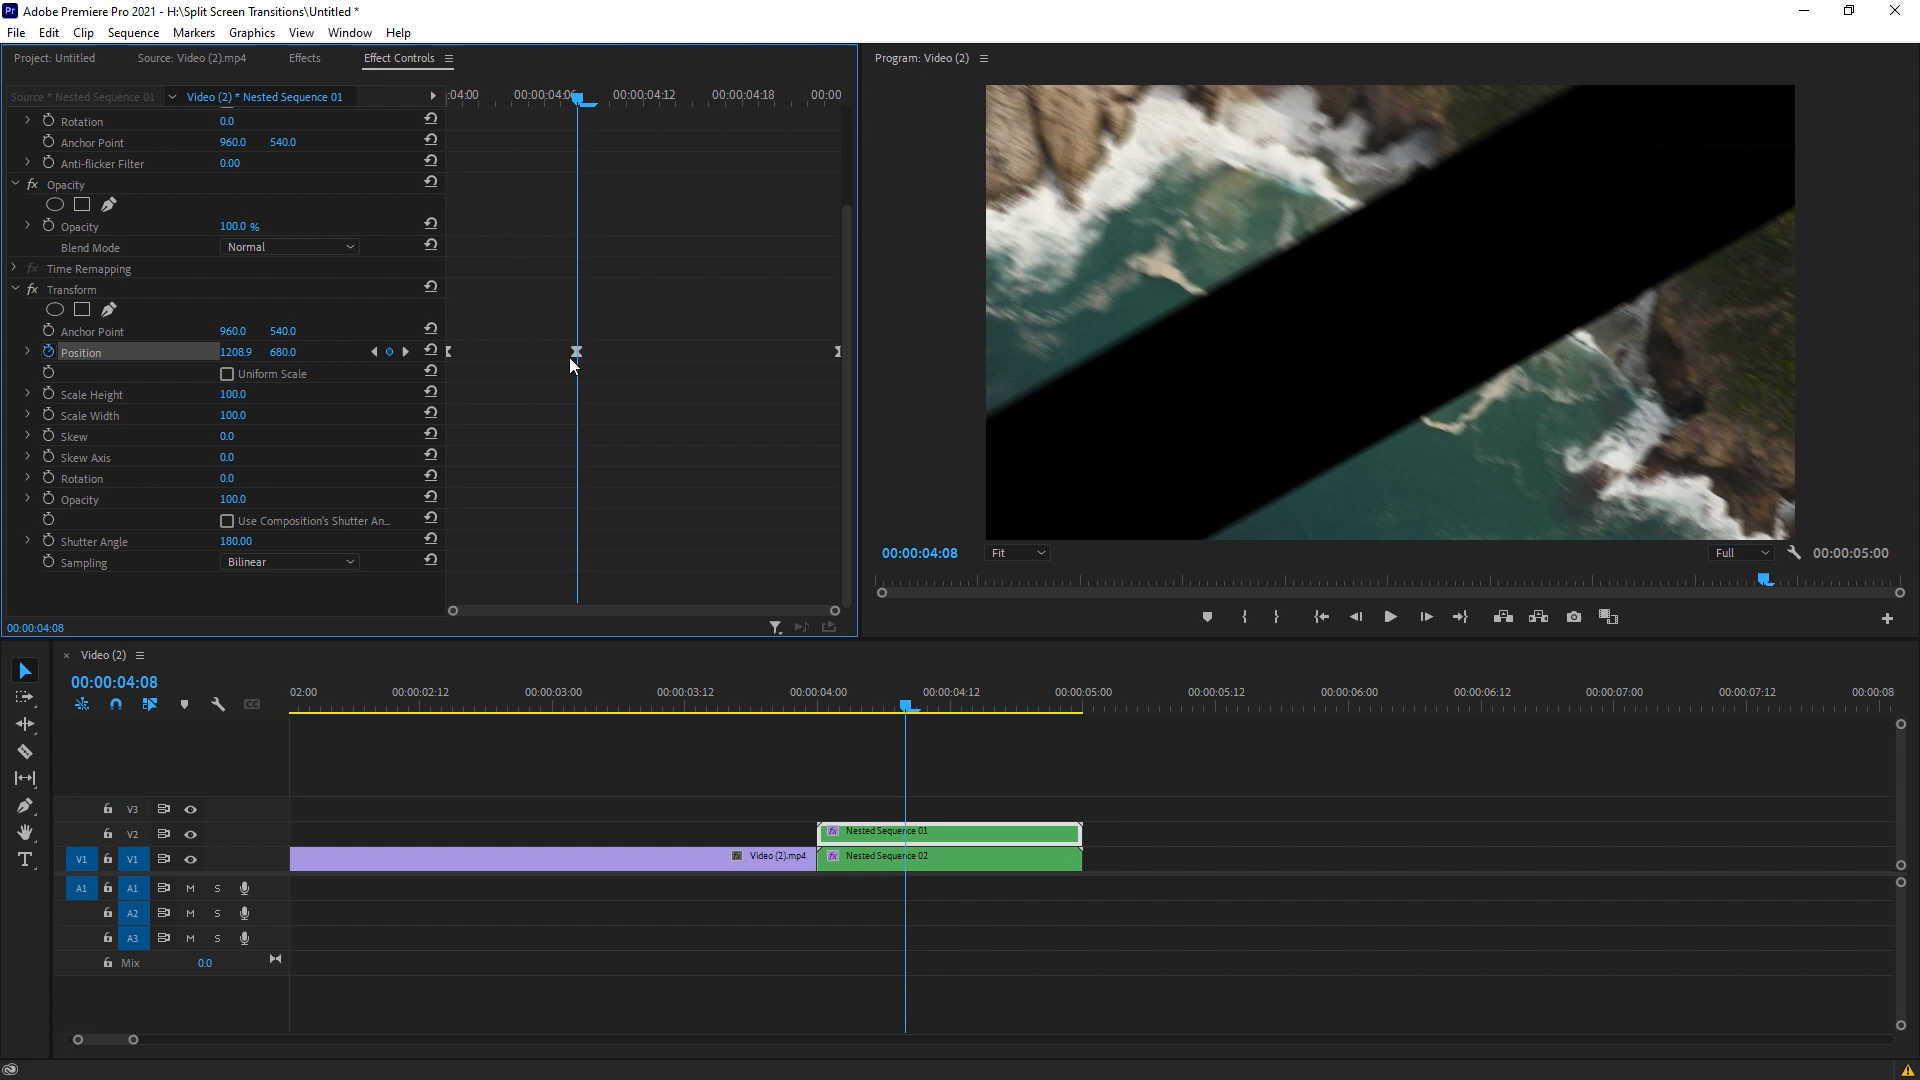 Pr Adobe Premiere Pro 2021 - H:\Split Screen Transitions\Untitled *
File Edit Clip Sequence Markers Graphics View Window Help
Project: Untitled Source: Video (2).mp4 Effects Effect Controls
Program: Video (2)
Source * Nested Sequence 01 Video (2) * Nested Sequence 01
:04:00 00:00:04:06 00:00:04:12 00:00:04:18 00:00
Rotation 0.0
Anchor Point 960.0 540.0
Anti-flicker Filter 0.00
fx Opacity
Opacity 100.0 %
Blend Mode Normal
fx Time Remapping
fx Transform
Anchor Point 960.0 540.0
Position 1208.9 680.0
Uniform Scale
Scale Height 100.0
Scale Width 100.0
Skew 0.0
Skew Axis 0.0
Rotation 0.0
Opacity 100.0
Use Composition's Shutter An...
Shutter Angle 180.00
Sampling Bilinear
00:00:04:08
00:00:04:08 Fit Full 00:00:05:00
× Video (2)
00:00:04:08
02:00 00:00:02:12 00:00:03:00 00:00:03:12 00:00:04:00 00:00:04:12 00:00:05:00 00:00:05:12 00:00:06:00 00:00:06:12 00:00:07:00 00:00:07:12 00:00:08
V3
V2 fx Nested Sequence 01
V1 V1 fx Video (2).mp4 fx Nested Sequence 02
A1 A1 M S
A2 M S
A3 M S
Mix 0.0